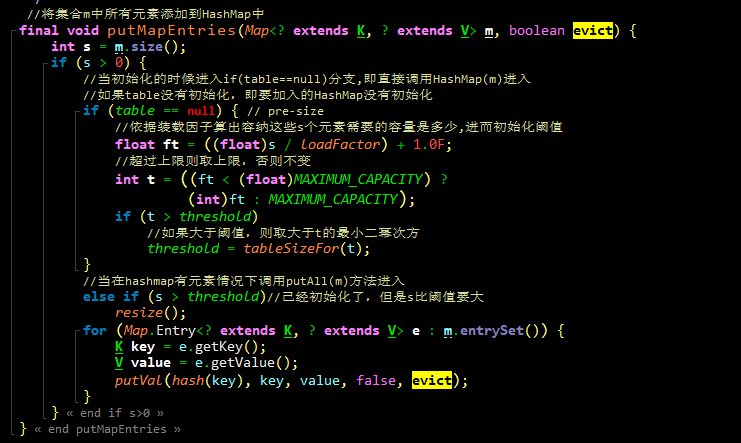 //将集合m中所有元素添加到HashMap中
final void putMapEntries(Map<? extends K, ? extends V> m, boolean evict) {
int s = m.size();
if (s > 0) {
//当初始化的时候进入if(table==null)分支,即直接调用HashMap(m)进入
//如果table没有初始化，即要加入的HashMap没有初始化
if (table == null) { // pre-size
//依据装载因子算出容纳这些s个元素需要的容量是多少,进而初始化阈值
float ft = ((float)s / loadFactor) + 1.0F;
//超过上限则取上限，否则不变
int t = ((ft < (float)MAXIMUM_CAPACITY) ?
(int)ft : MAXIMUM_CAPACITY);
if (t > threshold)
//如果大于阈值，则取大于t的最小二幂次方
threshold = tableSizeFor(t);
}
//当在hashmap有元素情况下调用putAll(m)方法进入
else if (s > threshold)//已经初始化了，但是s比阈值要大
resize();
for (Map.Entry<? extends K, ? extends V> e : m.entrySet()) {
K key = e.getKey();
V value = e.getValue();
putVal(hash(key), key, value, false, evict);
}
} « end if s>0 »
} « end putMapEntries »